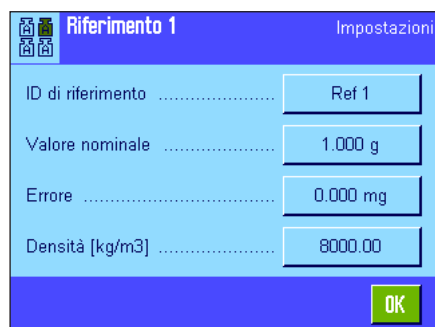 Riferimento 1 Impostazioni
ID di riferimento ..................... Ref 1
Valore nominale .................... 1.000 g
Errore .................................... 0.000 mg
Densità [kg/m3] ..................... 8000.00
OK